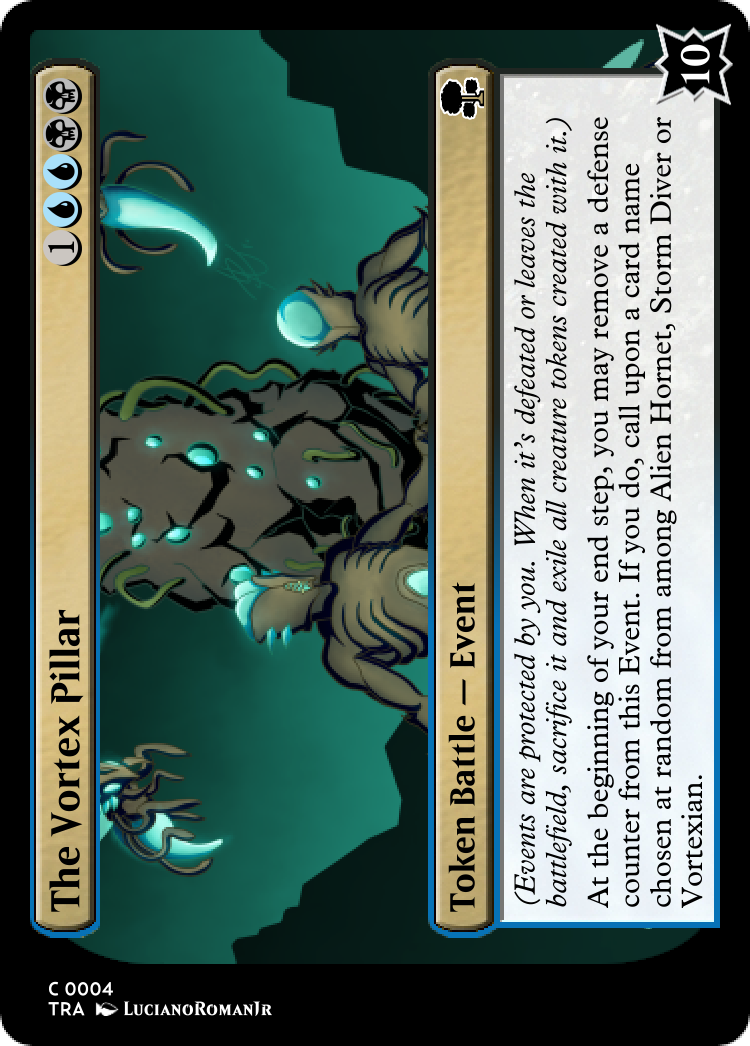 The Vortex Pillar
1
Token Battle — Event
(Events are protected by you. When it's defeated or leaves the
battlefield, sacrifice it and exile all creature tokens created with it.)
At the beginning of your end step, you may remove a defense
counter from this Event. If you do, call upon a card name
chosen at random from among Alien Hornet, Storm Diver or
Vortexian.
10
C 0004
TRA LucianoRomanJr